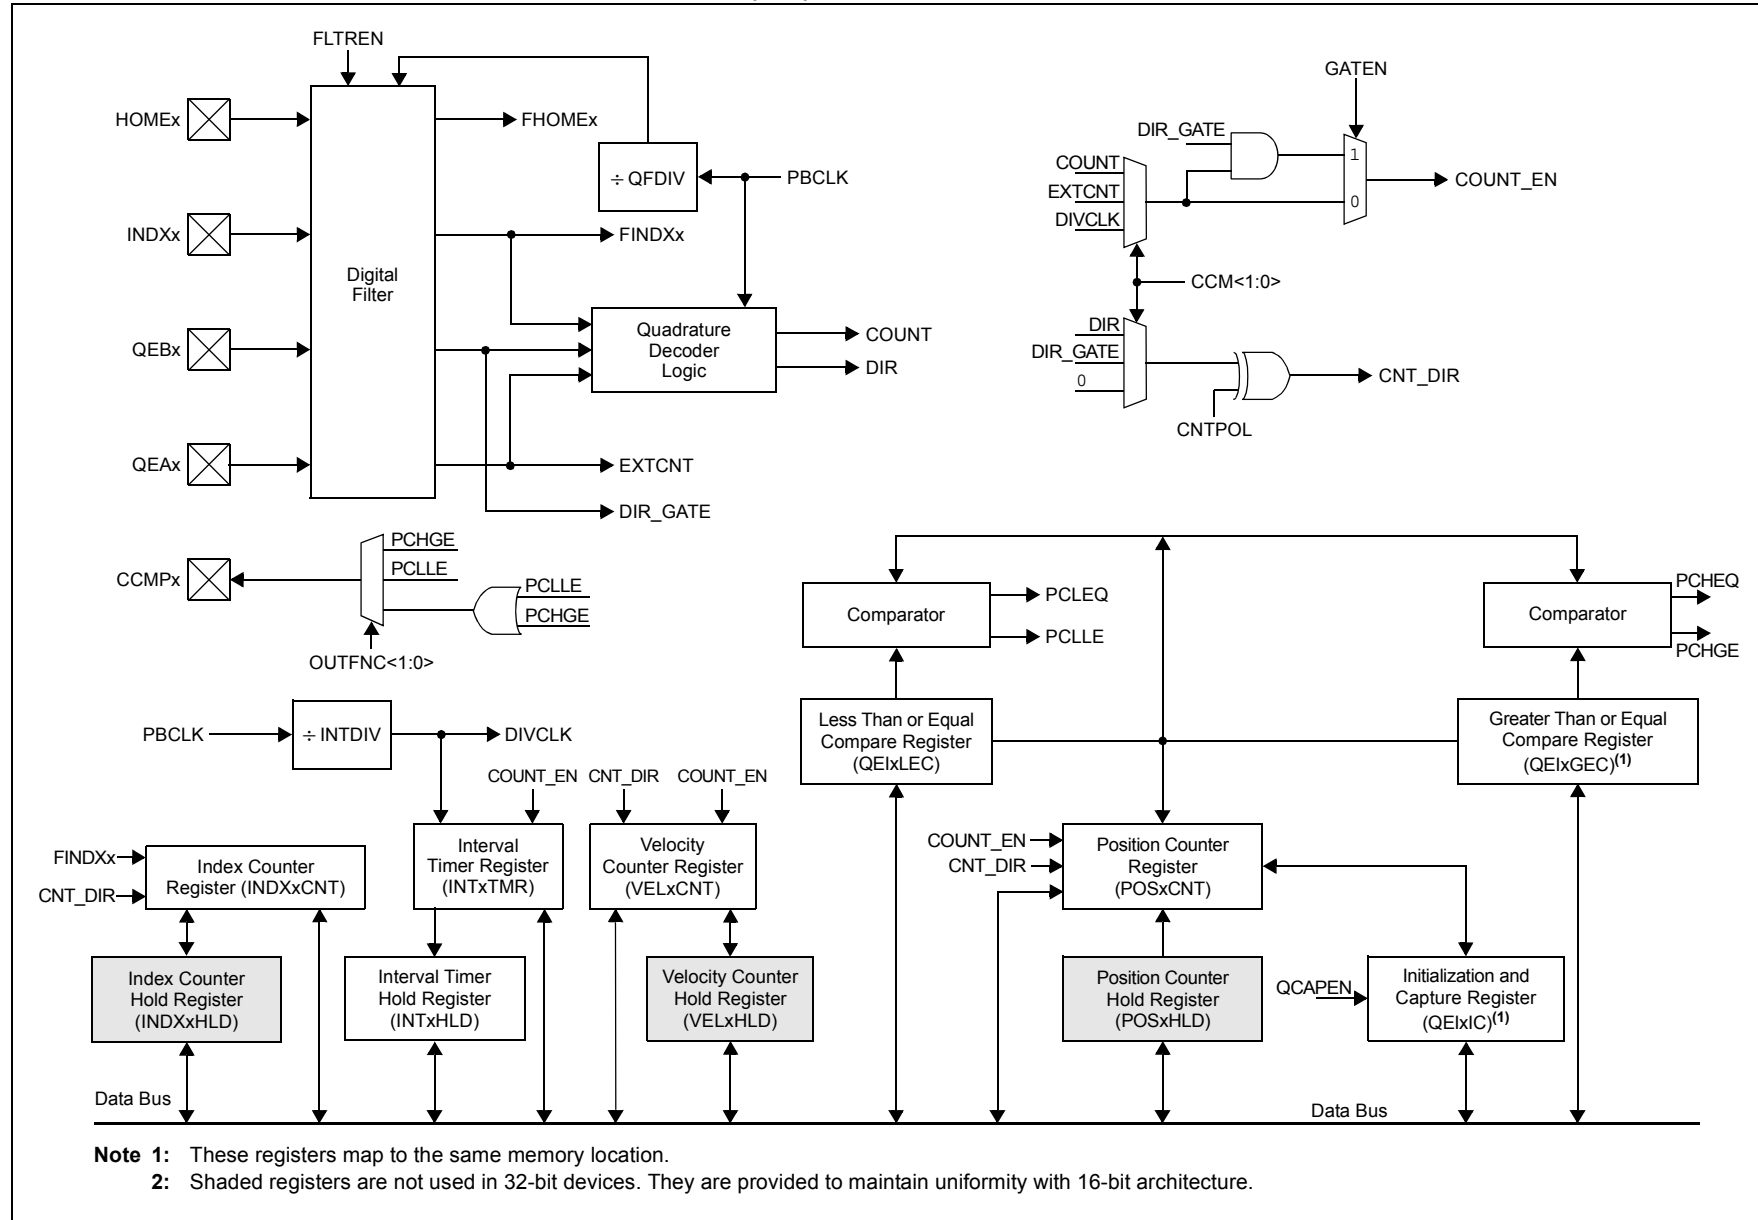 FLTREN
HOMEx
FHOMEx
÷ QFDIV
PBCLK
INDXx
FINDXx
Digital
Filter
QEBx
Quadrature
Decoder
Logic
COUNT
DIR
QEAx
EXTCNT
DIR_GATE
GATEN
DIR_GATE
COUNT
EXTCNT
DIVCLK
1
0
COUNT_EN
CCM<1:0>
DIR
DIR_GATE
0
CNT_DIR
CNTPOL
CCMPx
PCHGE
PCLLE
PCLLE
PCHGE
OUTFNC<1:0>
Comparator
PCLEQ
PCLLE
Comparator
PCHEQ
PCHGE
PBCLK
÷ INTDIV
DIVCLK
Less Than or Equal
Compare Register
(QEIxLEC)
Greater Than or Equal
Compare Register
(QEIxGEC)(1)
COUNT_EN
CNT_DIR
COUNT_EN
FINDXx
CNT_DIR
Index Counter
Register (INDXxCNT)
Interval
Timer Register
(INTxTMR)
Velocity
Counter Register
(VELxCNT)
COUNT_EN
CNT_DIR
Position Counter
Register
(POSxCNT)
Index Counter
Hold Register
(INDXxHLD)
Interval Timer
Hold Register
(INTxHLD)
Velocity Counter
Hold Register
(VELxHLD)
Position Counter
Hold Register
(POSxHLD)
QCAPEN
Initialization and
Capture Register
(QEIxIC)(1)
Data Bus
Data Bus
Note 1: These registers map to the same memory location.
2: Shaded registers are not used in 32-bit devices. They are provided to maintain uniformity with 16-bit architecture.